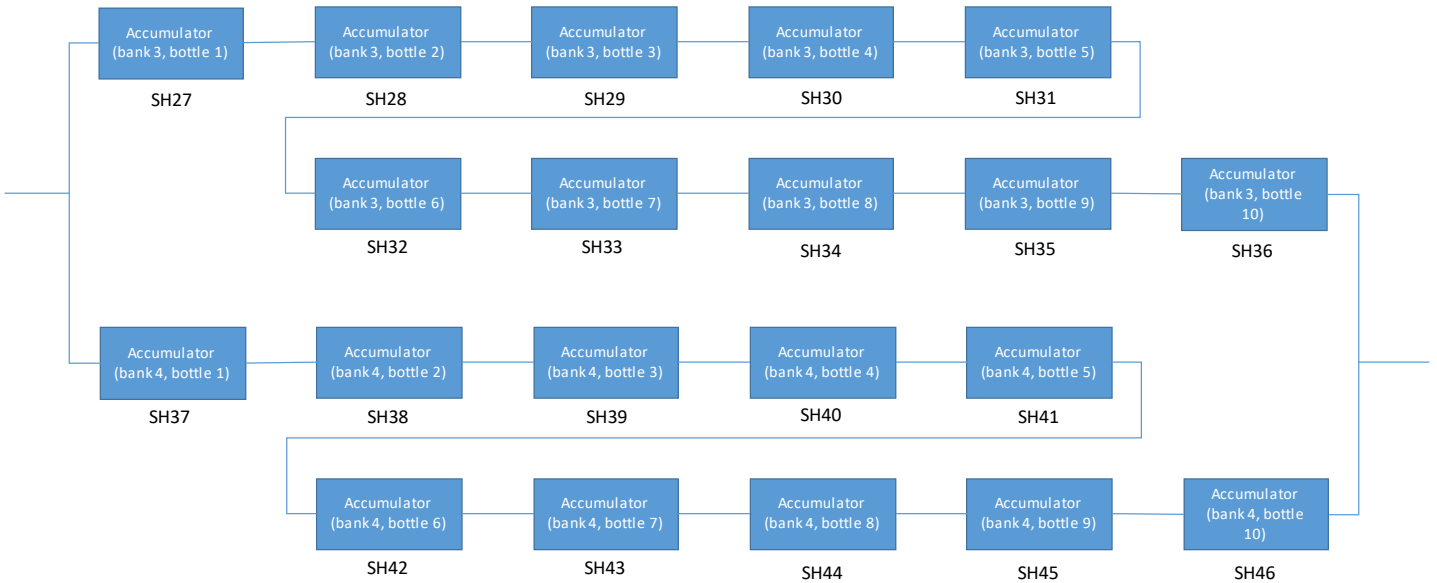 Accumulator
(bank 3, bottle 1)
SH27
Accumulator
(bank 3, bottle 2)
SH28
Accumulator
(bank 3, bottle 3)
SH29
Accumulator
(bank 3, bottle 4)
SH30
Accumulator
(bank 3, bottle 5)
SH31
Accumulator
(bank 3, bottle 6)
SH32
Accumulator
(bank 3, bottle 7)
SH33
Accumulator
(bank 3, bottle 8)
SH34
Accumulator
(bank 3, bottle 9)
SH35
Accumulator
(bank 3, bottle
10)
SH36
Accumulator
(bank 4, bottle 1)
SH37
Accumulator
(bank 4, bottle 2)
SH38
Accumulator
(bank 4, bottle 3)
SH39
Accumulator
(bank 4, bottle 4)
SH40
Accumulator
(bank 4, bottle 5)
SH41
Accumulator
(bank 4, bottle 6)
SH42
Accumulator
(bank 4, bottle 7)
SH43
Accumulator
(bank 4, bottle 8)
SH44
Accumulator
(bank 4, bottle 9)
SH45
Accumulator
(bank 4, bottle
10)
SH46